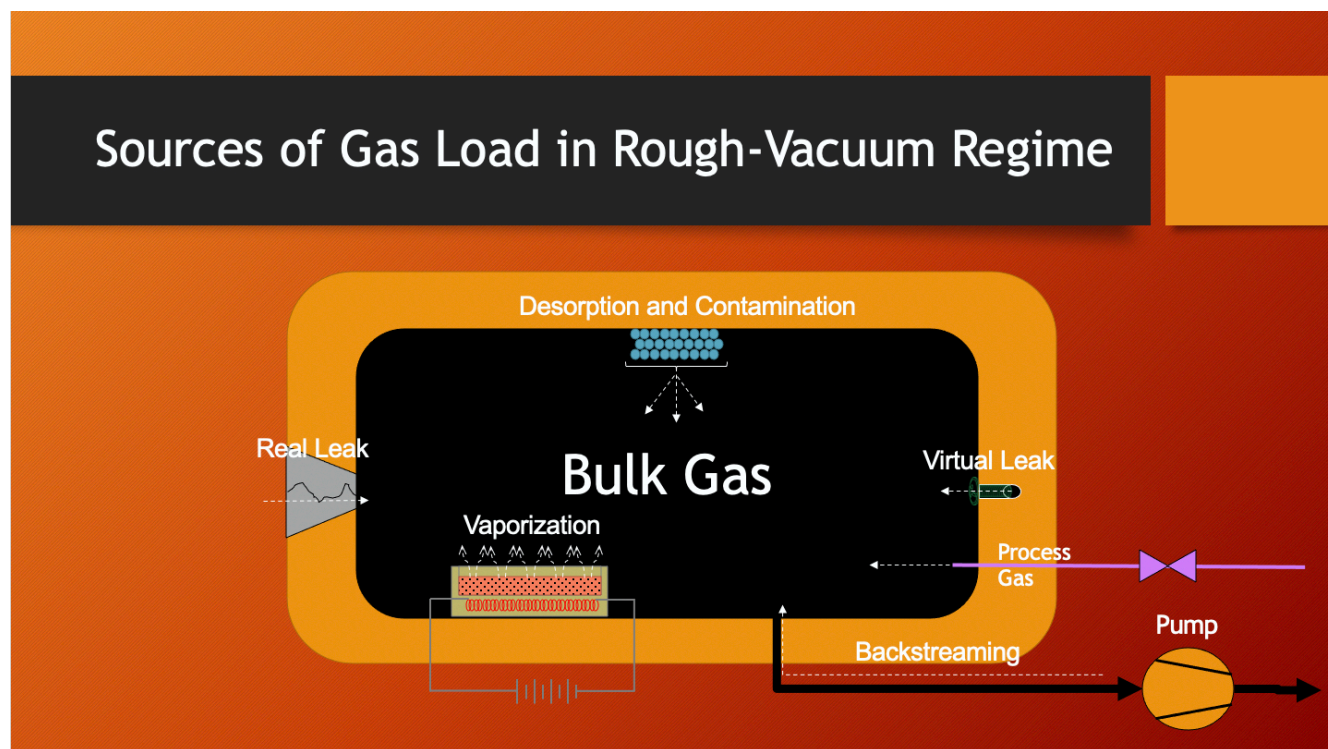 Sources of Gas Load in Rough-Vacuum Regime
Desorption and Contamination
Real Leak
Bulk Gas
Virtual Leak
Vaporization
Process
Gas
Pump
Backstreaming